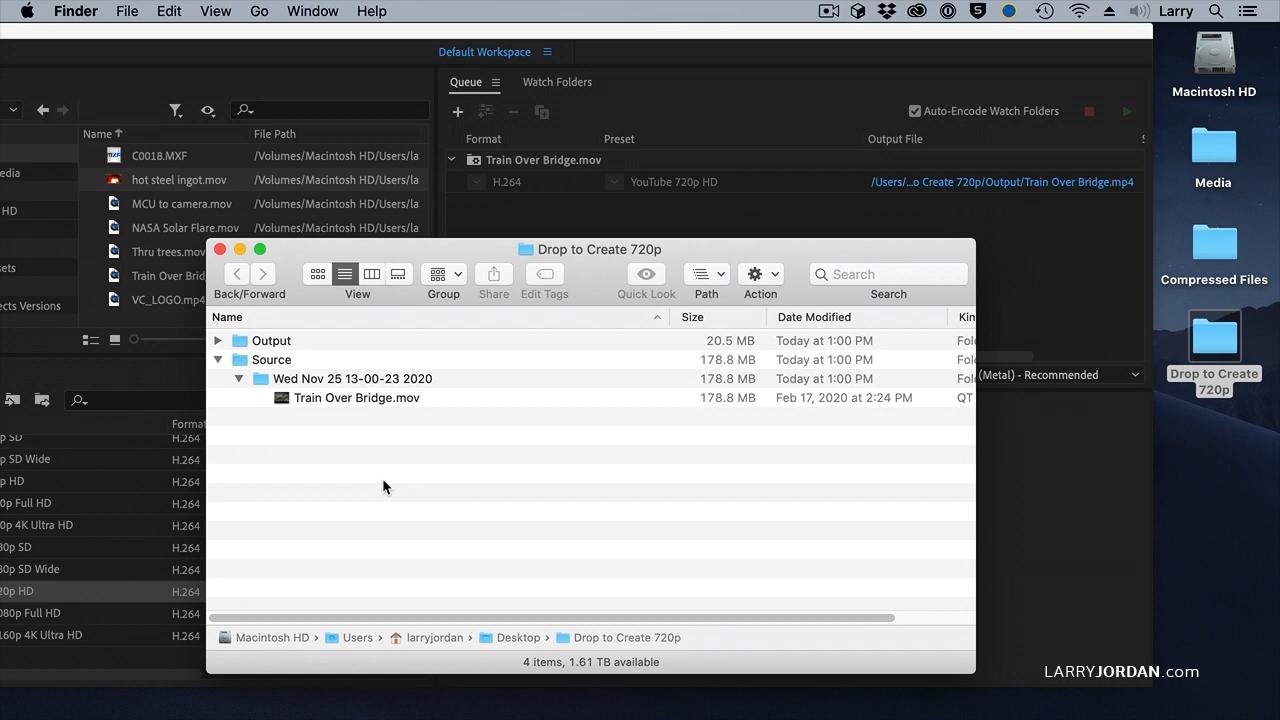 Finder File Edit View Go Window Help Larry
Default Workspace
Macintosh HD
Queue Watch Folders
Auto-Encode Watch Folders
Name File Path
Format Preset Output File
C0018.MXF /Volumes/Macintosh HD/Users/la
Train Over Bridge.mov
edia
hot steel ingot.mov /Volumes/Macintosh HD/Users/la
H.264 YouTube 720p HD /Users/...o Create 720p/Output/Train Over Bridge.mp4
Media
MCU to camera.mov /Volumes/Macintosh HD/Users/la
HD
NASA Solar Flare.mov /Volumes/Macintosh HD/Users/la
Thru trees.mov
sets
Train Over Bridg
ects Versions
VC_LOGO.mp4
Compressed Files
Drop to Create 720p
Back/Forward View Group Share Edit Tags Quick Look Path Action Search
Search
Name Size Date Modified Kin
Output 20.5 MB Today at 1:00 PM Fol
Source 178.8 MB Today at 1:00 PM Fol
Wed Nov 25 13-00-23 2020 178.8 MB Today at 1:00 PM Fol
Train Over Bridge.mov 178.8 MB Feb 17, 2020 at 2:24 PM QT
(Metal) - Recommended
Drop to Create
720p
Format
p SD H.264
p SD Wide H.264
p HD H.264
0p Full HD H.264
0p 4K Ultra HD H.264
80p SD H.264
80p SD Wide H.264
20p HD H.264
080p Full HD H.264
160p 4K Ultra HD H.264
Macintosh HD › Users › larryjordan › Desktop › Drop to Create 720p
4 items, 1.61 TB available
LARRYJORDAN.com